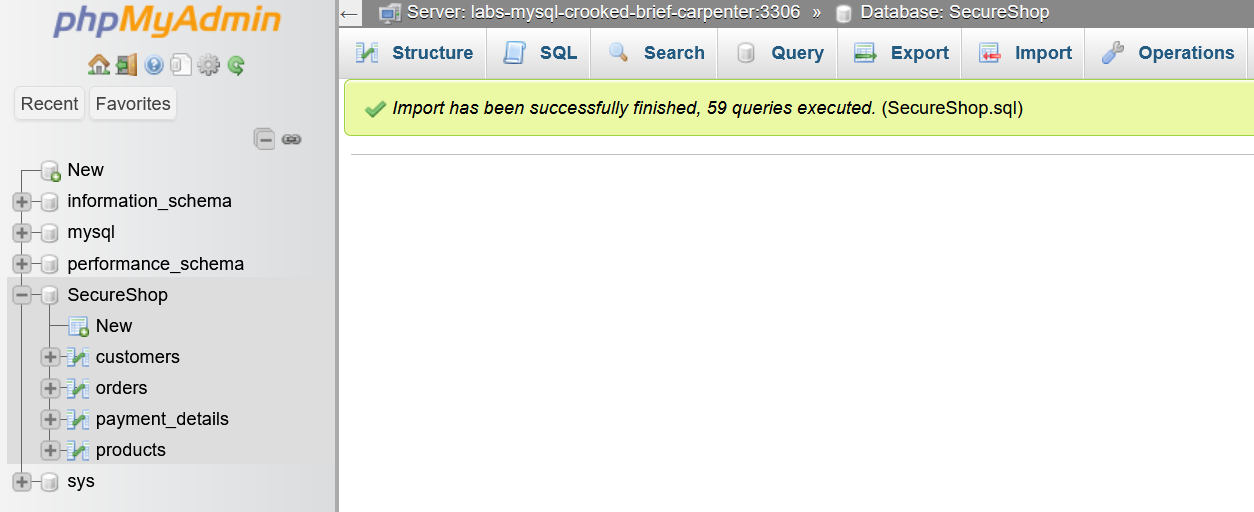 phpMyAdmin
Recent Favorites
New
information_schema
mysql
performance_schema
SecureShop
New
customers
orders
payment_details
products
sys
← Server: labs-mysql-crooked-brief-carpenter:3306 » Database: SecureShop
Structure SQL Search Query Export Import Operations
Import has been successfully finished, 59 queries executed. (SecureShop.sql)